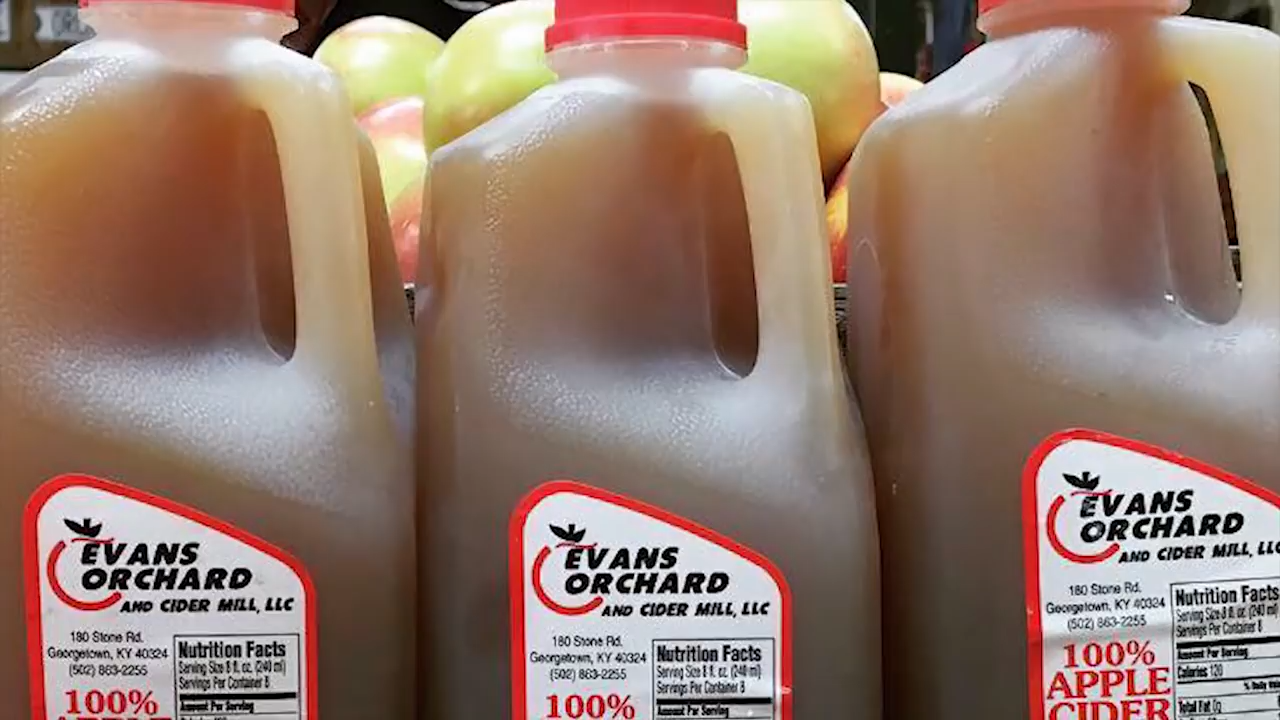 EVANS
ORCHARD
AND CIDER MILL, LLC
180 Stone Rd.
Georgetown, KY 40324
(502) 863-2255
100%
APPLE
Nutrition Facts
Serving Size 8 fl. oz. (240 ml)
Servings Per Container 8
Amount Per Serving
EVANS
ORCHARD
AND CIDER MILL, LLC
180 Stone Rd.
Georgetown, KY 40324
(502) 863-2255
100%
Nutrition Facts
Serving Size 8 fl. oz. (240 ml)
Servings Per Container 8
Amount Per Serving
EVANS
ORCHARD
AND CIDER MILL, LLC
180 Stone Rd.
Georgetown, KY 40324
(502) 863-2255
100%
APPLE
CIDER
Nutrition Facts
Serving Size 8 fl. oz. (240 ml)
Servings Per Container 8
Amount Per Serving
Calories 120
% Daily
Total Fat 0g